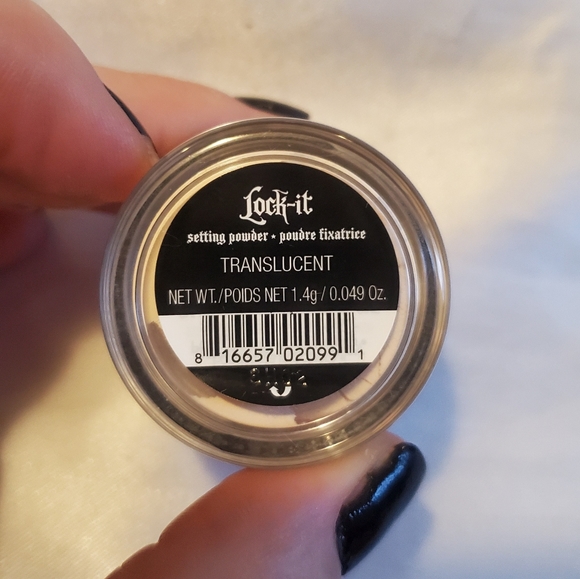 Lock-it
setting powder • poudre fixatrice
TRANSLUCENT
NET WT./POIDS NET 1.4g / 0.049 Oz.
8 16657 02099 1